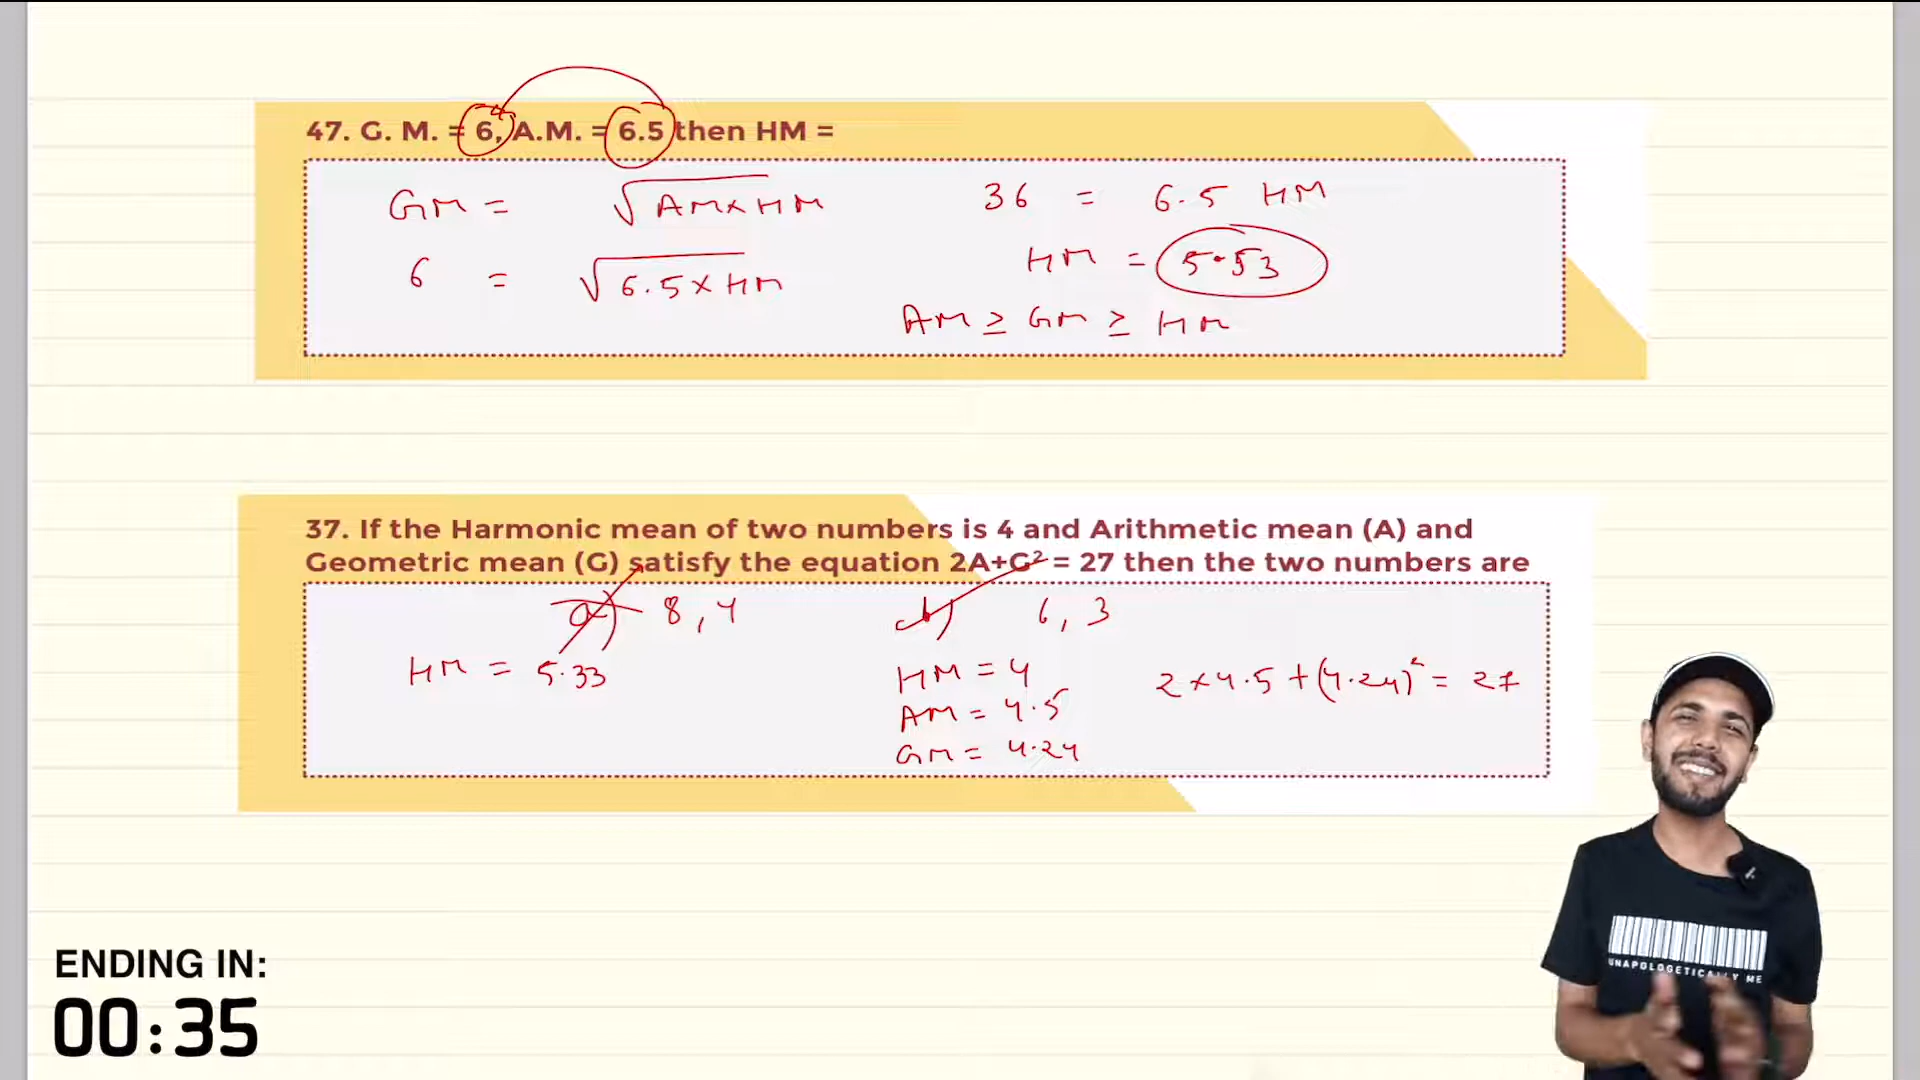 47. G. M. = 6, A.M. = 6.5 then HM =
GM = √AM×HM
6 = √6.5×HM
36 = 6.5 HM
HM = 5.53
AM ≥ GM ≥ HM
37. If the Harmonic mean of two numbers is 4 and Arithmetic mean (A) and
Geometric mean (G) satisfy the equation 2A+G² = 27 then the two numbers are
a) 8, 4
HM = 5.33
b) 6, 3
HM = 4
AM = 4.5
GM = 4.24
2×4.5+(4.24)² = 27
ENDING IN:
00:35
UNAPOLOGETICALLY ME